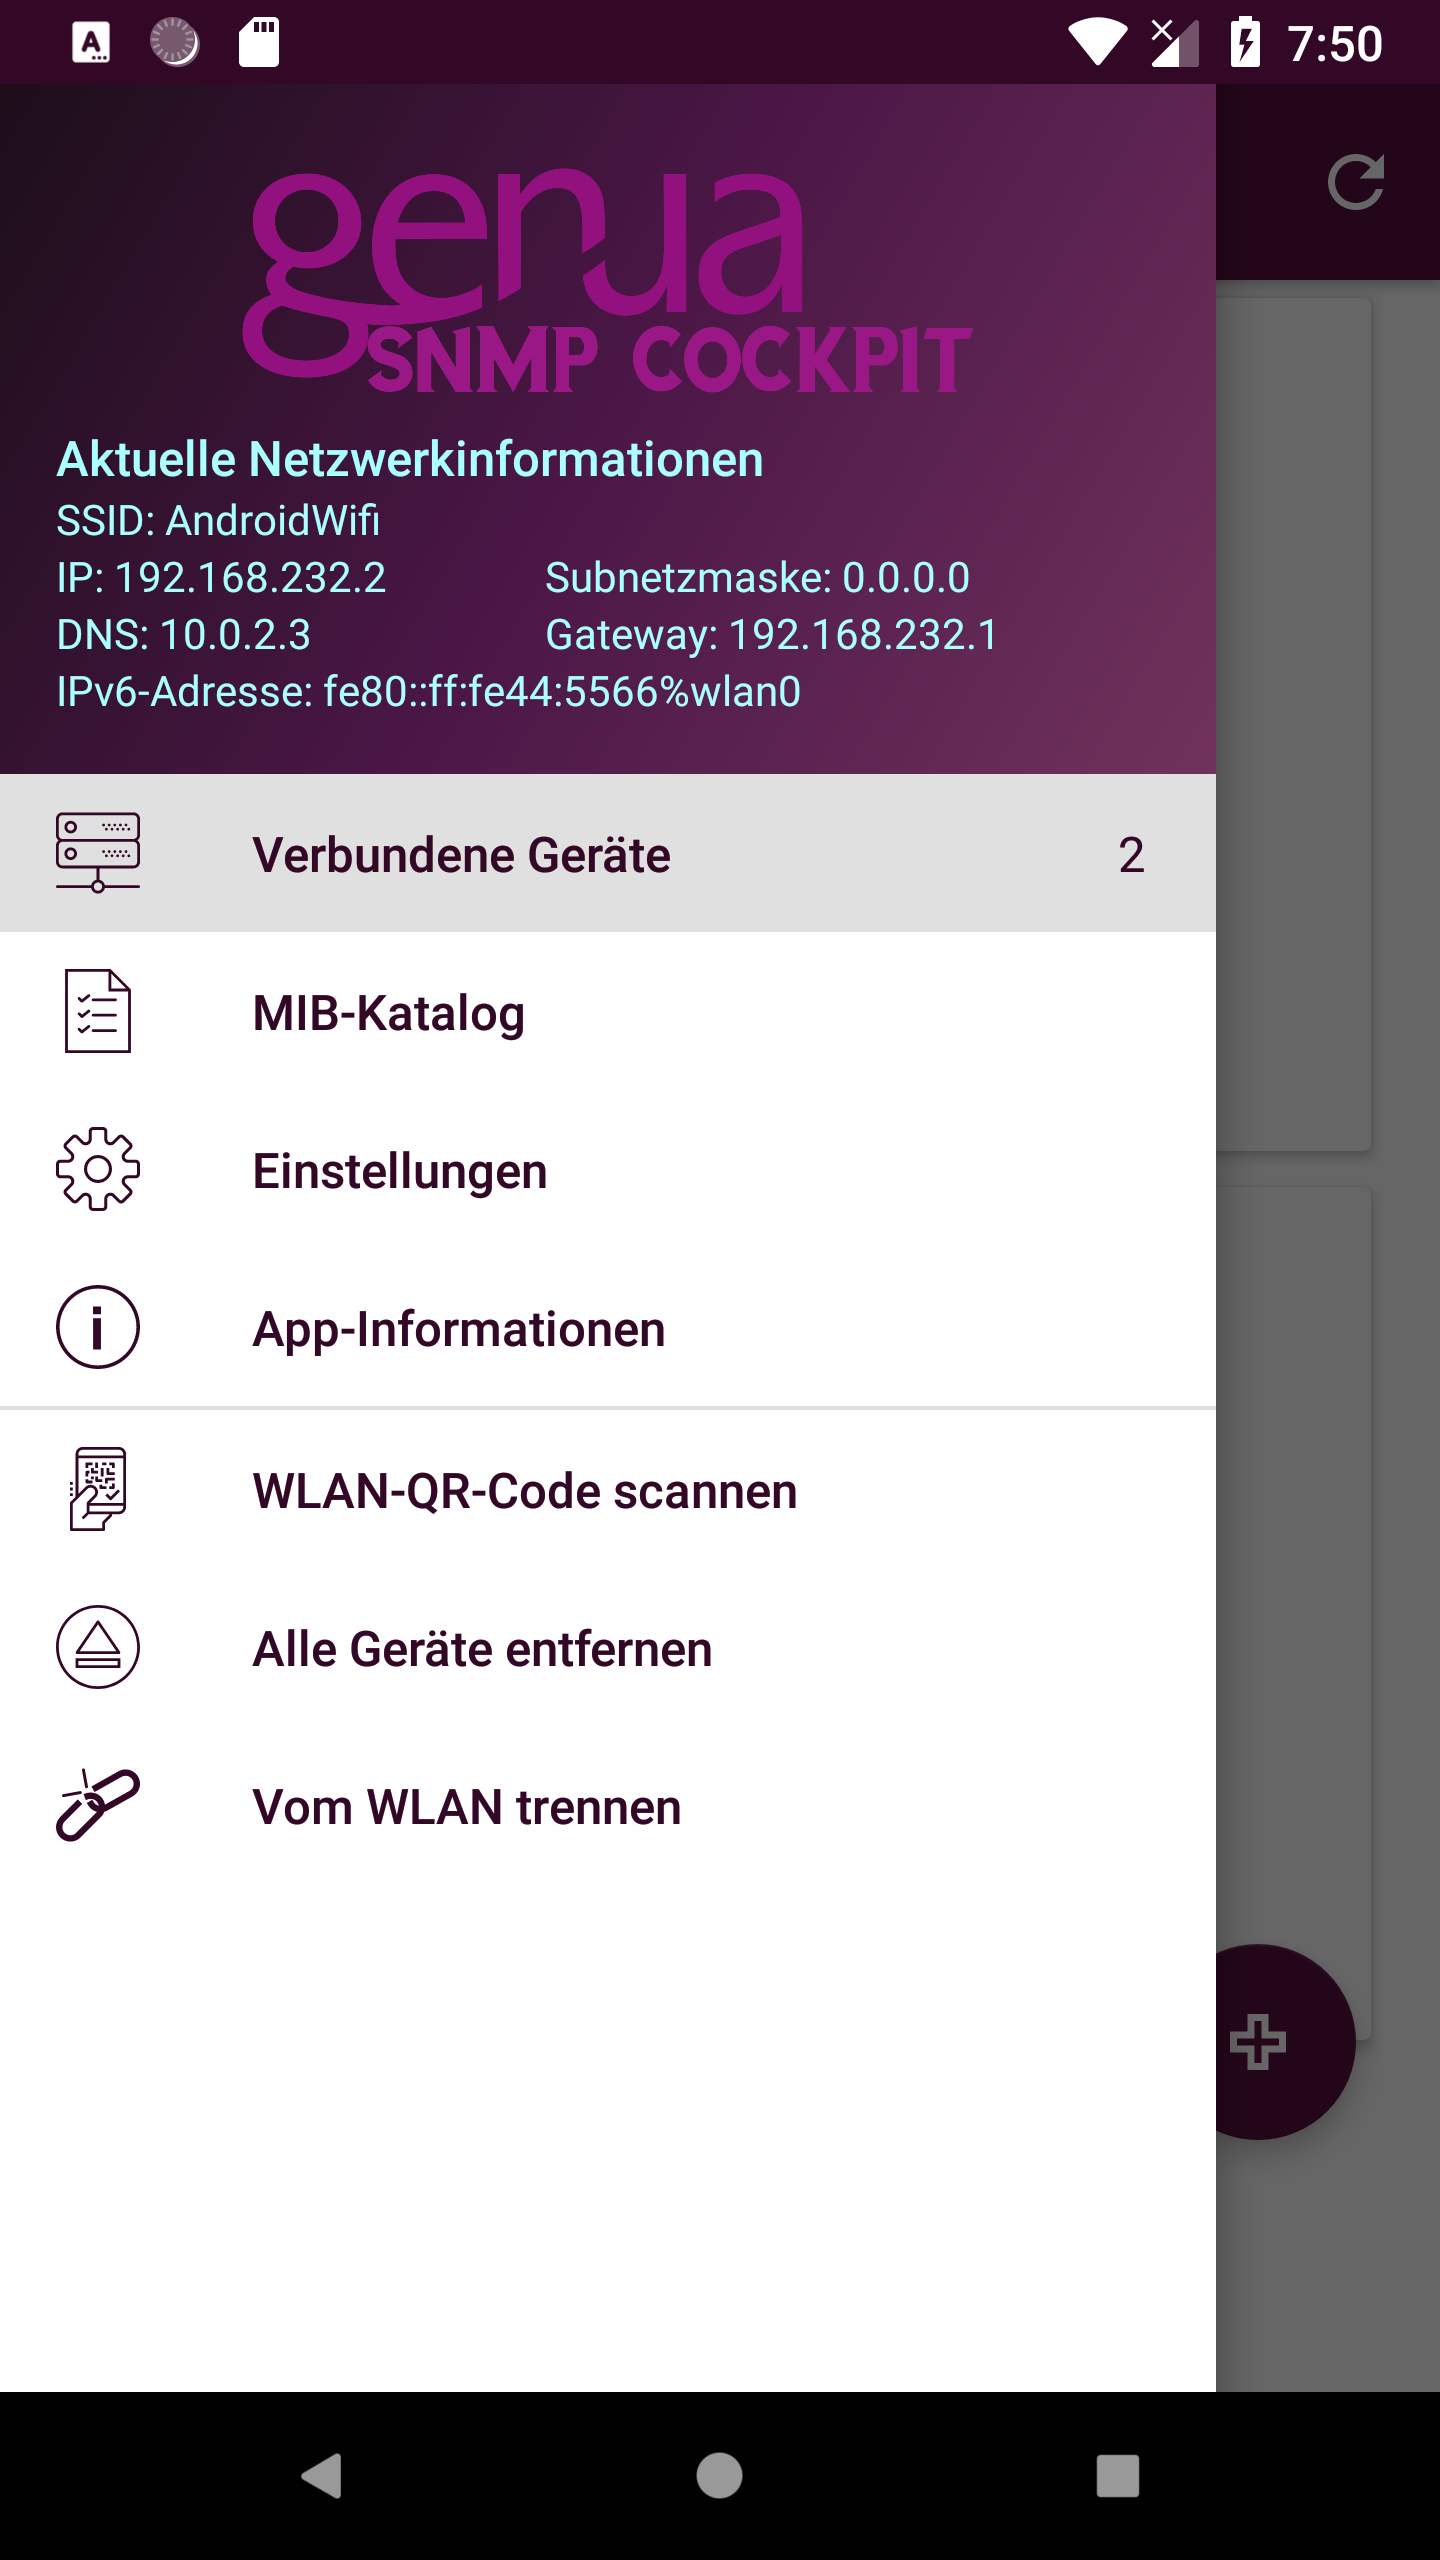 7:50
genua
SNMP COCKPIT
Aktuelle Netzwerkinformationen
SSID: AndroidWifi
IP: 192.168.232.2 Subnetzmaske: 0.0.0.0
DNS: 10.0.2.3 Gateway: 192.168.232.1
IPv6-Adresse: fe80::ff:fe44:5566%wlan0
Verbundene Geräte 2
MIB-Katalog
Einstellungen
App-Informationen
WLAN-QR-Code scannen
Alle Geräte entfernen
Vom WLAN trennen